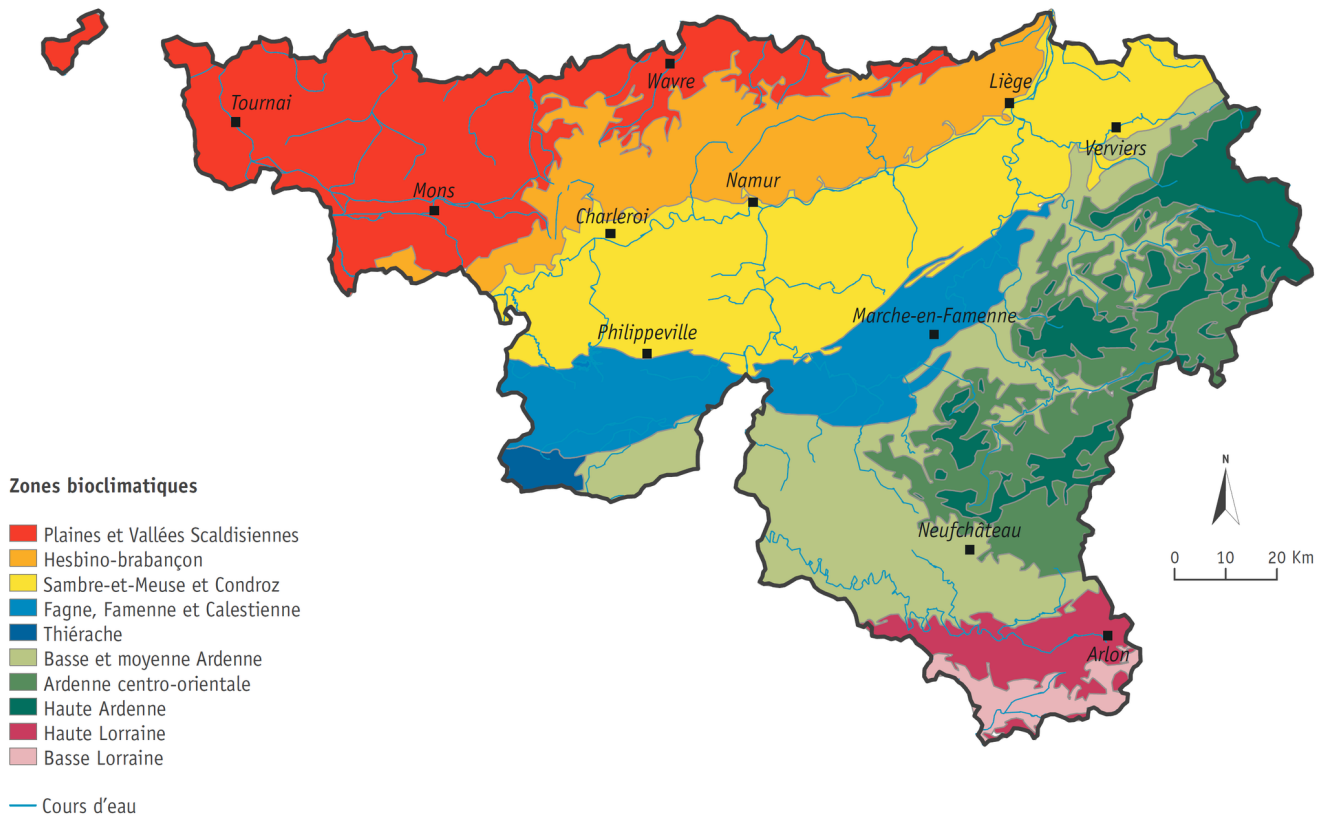 Tournai
Mons
Wavre
Liège
Verviers
Namur
Charleroi
Philippeville
Marche-en-Famenne
Neufchâteau
Arlon
Zones bioclimatiques
Plaines et Vallées Scaldisiennes
Hesbino-brabançon
Sambre-et-Meuse et Condroz
Fagne, Famenne et Calestienne
Thiérache
Basse et moyenne Ardenne
Ardenne centro-orientale
Haute Ardenne
Haute Lorraine
Basse Lorraine
Cours d'eau
N
0 10 20 Km